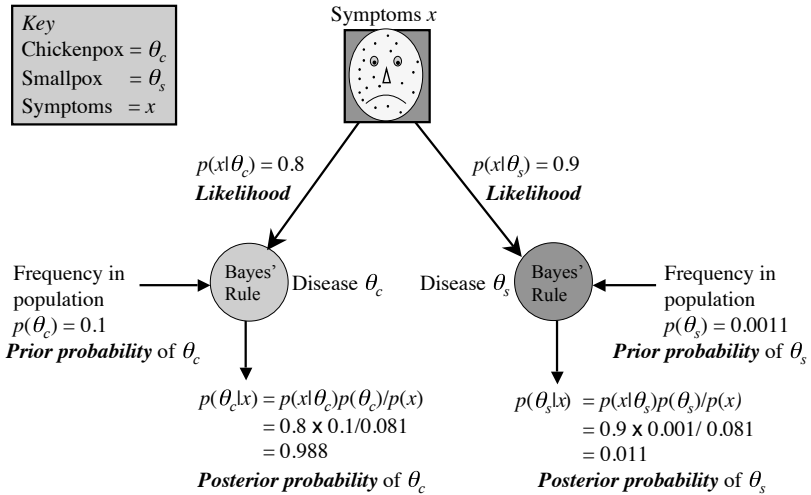 Symptoms x
Key
Chickenpox = θc
Smallpox = θs
Symptoms = x
p(x|θc) = 0.8
Likelihood
p(x|θs) = 0.9
Likelihood
Frequency in
population
p(θc) = 0.1
Prior probability of θc
Bayes’
Rule
Disease θc
Disease θs
Bayes’
Rule
Frequency in
population
p(θs) = 0.0011
Prior probability of θs
p(θc|x) = p(x|θc)p(θc)/p(x)
= 0.8 x 0.1/0.081
= 0.988
Posterior probability of θc
p(θs|x) = p(x|θs)p(θs)/p(x)
= 0.9 x 0.001/ 0.081
= 0.011
Posterior probability of θs